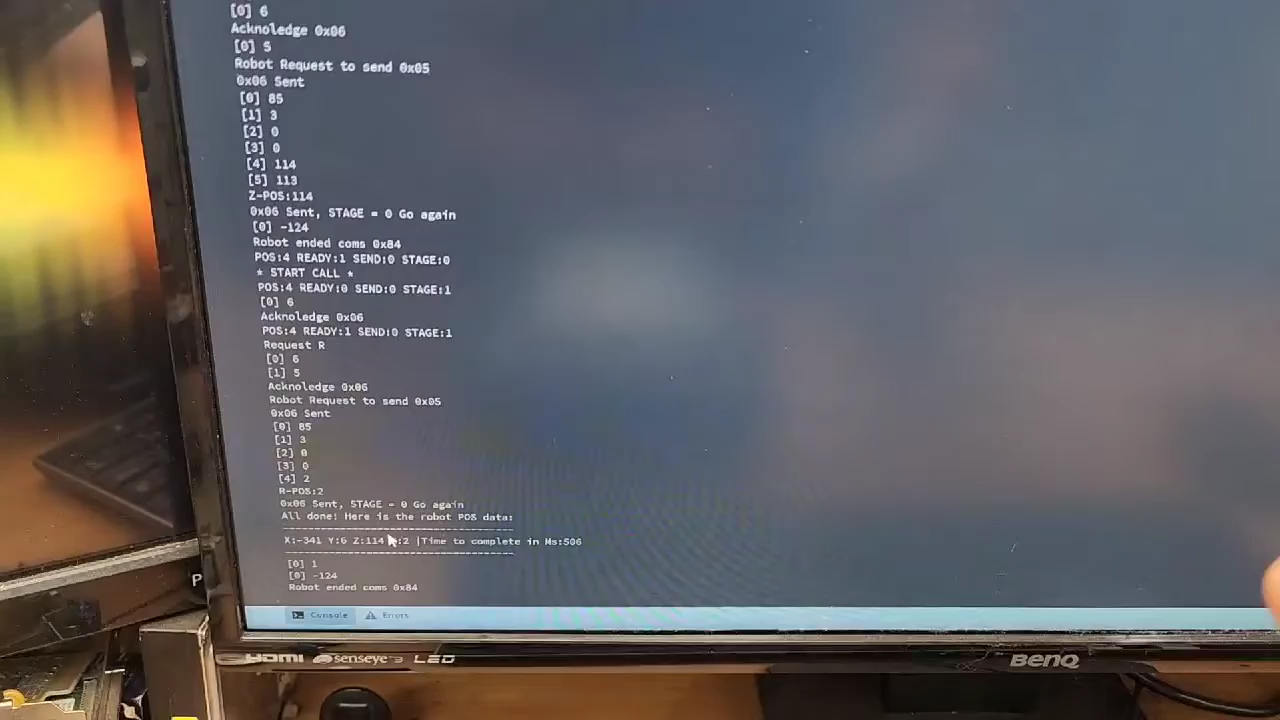 [0] 6
Acknoledge 0x06
[0] 5
Robot Request to send 0x05
0x06 Sent
[0] 85
[1] 3
[2] 0
[3] 0
[4] 114
[5] 113
Z-POS:114
0x06 Sent, STAGE = 0 Go again
[0] -124
Robot ended coms 0x84
POS:4 READY:1 SEND:0 STAGE:0
* START CALL *
POS:4 READY:0 SEND:0 STAGE:1
[0] 6
Acknoledge 0x06
POS:4 READY:1 SEND:0 STAGE:1
Request R
[0] 6
[1] 5
Acknoledge 0x06
Robot Request to send 0x05
0x06 Sent
[0] 85
[1] 3
[2] 0
[3] 0
[4] 2
R-POS:2
0x06 Sent, STAGE = 0 Go again
All done! Here is the robot POS data:
----------------------------------------------
X:-341 Y:6 Z:114 :2 |Time to complete in Ms:506
----------------------------------------------
[0] 1
[0] -124
Robot ended coms 0x84
Console Errors
P
HDMI senseye 3 LED BenQ